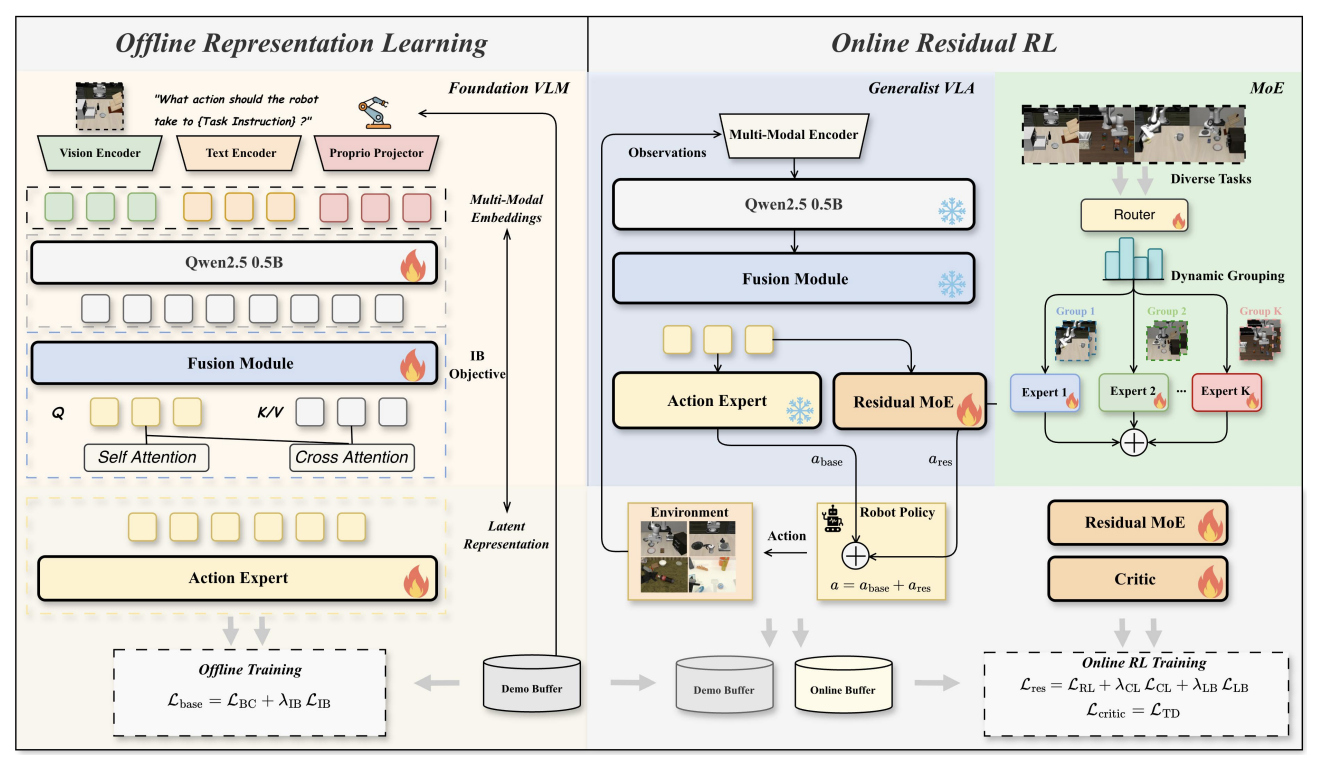 Offline Representation Learning
Online Residual RL
Foundation VLM
"What action should the robot
take to {Task Instruction} ?"
Vision Encoder
Text Encoder
Proprio Projector
Multi-Modal
Embeddings
Qwen2.5 0.5B
Fusion Module
IB
Objective
Q
K/V
Self Attention
Cross Attention
Latent
Representation
Action Expert
Offline Training
ℒ_base = ℒ_BC + λ_IB ℒ_IB
Demo Buffer
Generalist VLA
Multi-Modal Encoder
Observations
Qwen2.5 0.5B
Fusion Module
Action Expert
Residual MoE
a_base
a_res
Environment
Action
Robot Policy
a = a_base + a_res
Demo Buffer
Online Buffer
MoE
Diverse Tasks
Router
Dynamic Grouping
Group 1
Group 2
Group K
Expert 1
Expert 2
...
Expert K
Residual MoE
Critic
Online RL Training
ℒ_res = ℒ_RL + λ_CL ℒ_CL + λ_LB ℒ_LB
ℒ_critic = ℒ_TD